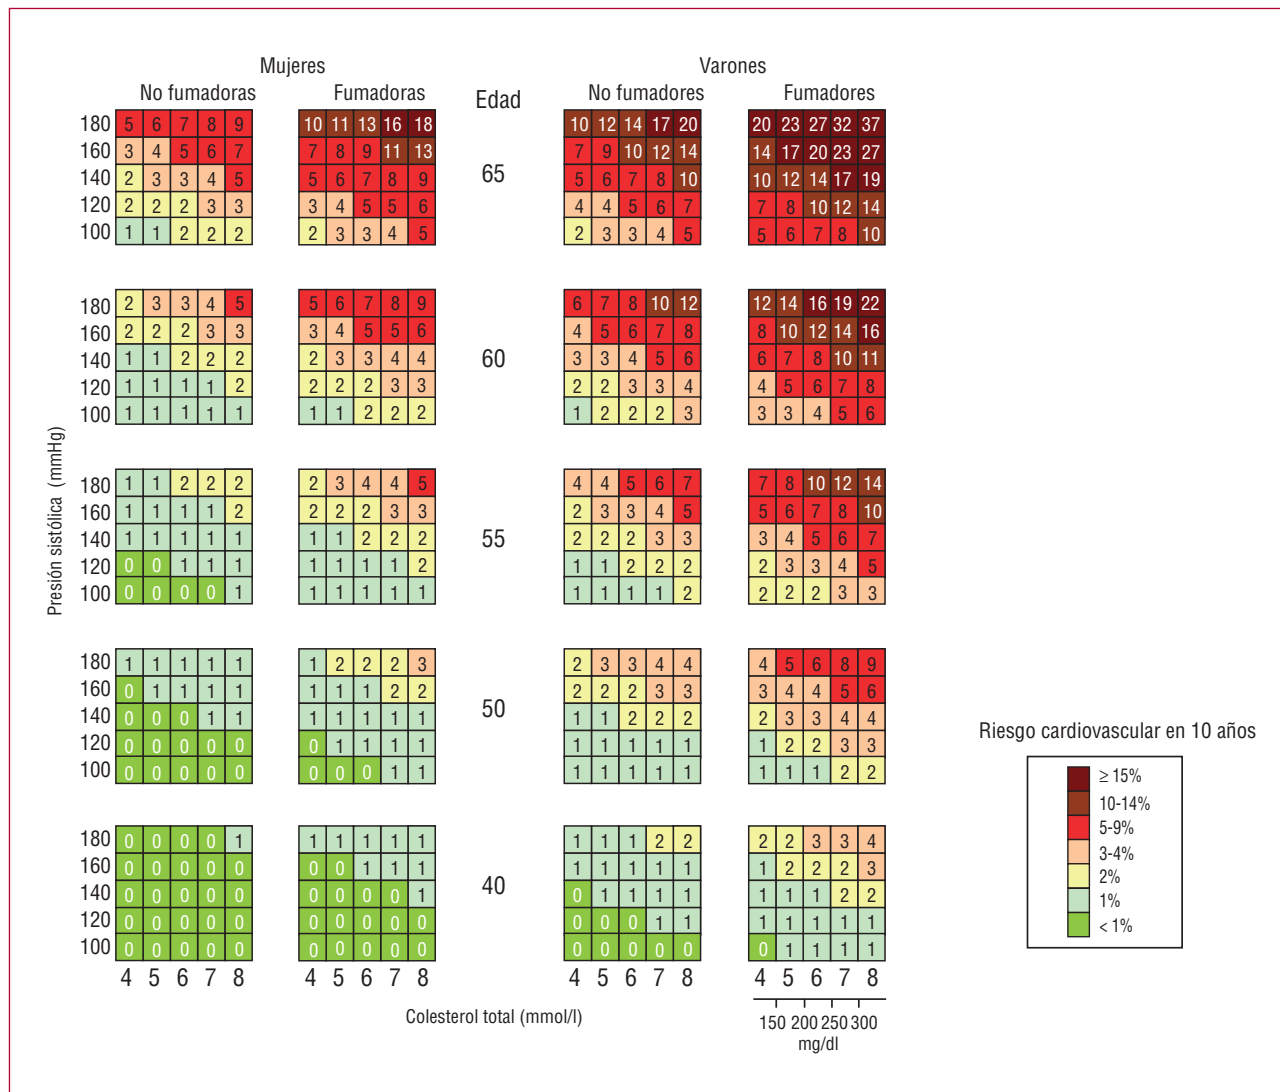 Mujeres Varones
No fumadoras Fumadoras Edad No fumadores Fumadores
180 5 6 7 8 9 10 11 13 16 18 10 12 14 17 20 20 23 27 32 37
160 3 4 5 6 7 7 8 9 11 13 7 9 10 12 14 14 17 20 23 27
140 2 3 3 4 5 5 6 7 8 9 65 5 6 7 8 10 10 12 14 17 19
120 2 2 2 3 3 3 4 5 5 6 4 4 5 6 7 7 8 10 12 14
100 1 1 2 2 2 2 3 3 4 5 2 3 3 4 5 5 6 7 8 10
180 2 3 3 4 5 5 6 7 8 9 6 7 8 10 12 12 14 16 19 22
160 2 2 2 3 3 3 4 5 5 6 4 5 6 7 8 8 10 12 14 16
140 1 1 2 2 2 2 3 3 4 4 60 3 3 4 5 6 6 7 8 10 11
120 1 1 1 1 2 2 2 2 3 3 2 2 3 3 4 4 5 6 7 8
100 1 1 1 1 1 1 1 2 2 2 1 2 2 2 3 3 3 4 5 6
180 1 1 2 2 2 2 3 4 4 5 4 4 5 6 7 7 8 10 12 14
160 1 1 1 1 2 2 2 2 3 3 2 3 3 4 5 5 6 7 8 10
140 1 1 1 1 1 1 1 2 2 2 55 2 2 2 3 3 3 4 5 6 7
120 0 0 1 1 1 1 1 1 1 2 1 1 2 2 2 2 3 3 4 5
100 0 0 0 0 1 1 1 1 1 1 1 1 1 1 2 2 2 2 3 3
Presión sistólica (mmHg)
180 1 1 1 1 1 1 2 2 2 3 2 3 3 4 4 4 5 6 8 9
160 0 1 1 1 1 1 1 1 2 2 2 2 2 3 3 3 4 4 5 6
140 0 0 0 1 1 1 1 1 1 1 50 1 1 2 2 2 2 3 3 4 4
120 0 0 0 0 0 0 1 1 1 1 1 1 1 1 1 1 2 2 3 3
100 0 0 0 0 0 0 0 0 1 1 1 1 1 1 1 1 1 1 2 2
180 0 0 0 0 1 1 1 1 1 1 1 1 1 2 2 2 2 3 3 4
160 0 0 0 0 0 0 0 1 1 1 1 1 1 1 1 1 2 2 2 3
140 0 0 0 0 0 0 0 0 0 1 40 0 1 1 1 1 1 1 1 2 2
120 0 0 0 0 0 0 0 0 0 0 0 0 0 1 1 1 1 1 1 1
100 0 0 0 0 0 0 0 0 0 0 0 0 0 0 0 0 1 1 1 1
4 5 6 7 8 4 5 6 7 8 4 5 6 7 8 4 5 6 7 8
Colesterol total (mmol/l)
150 200 250 300
mg/dl
Riesgo cardiovascular en 10 años
≥ 15%
10-14%
5-9%
3-4%
2%
1%
< 1%